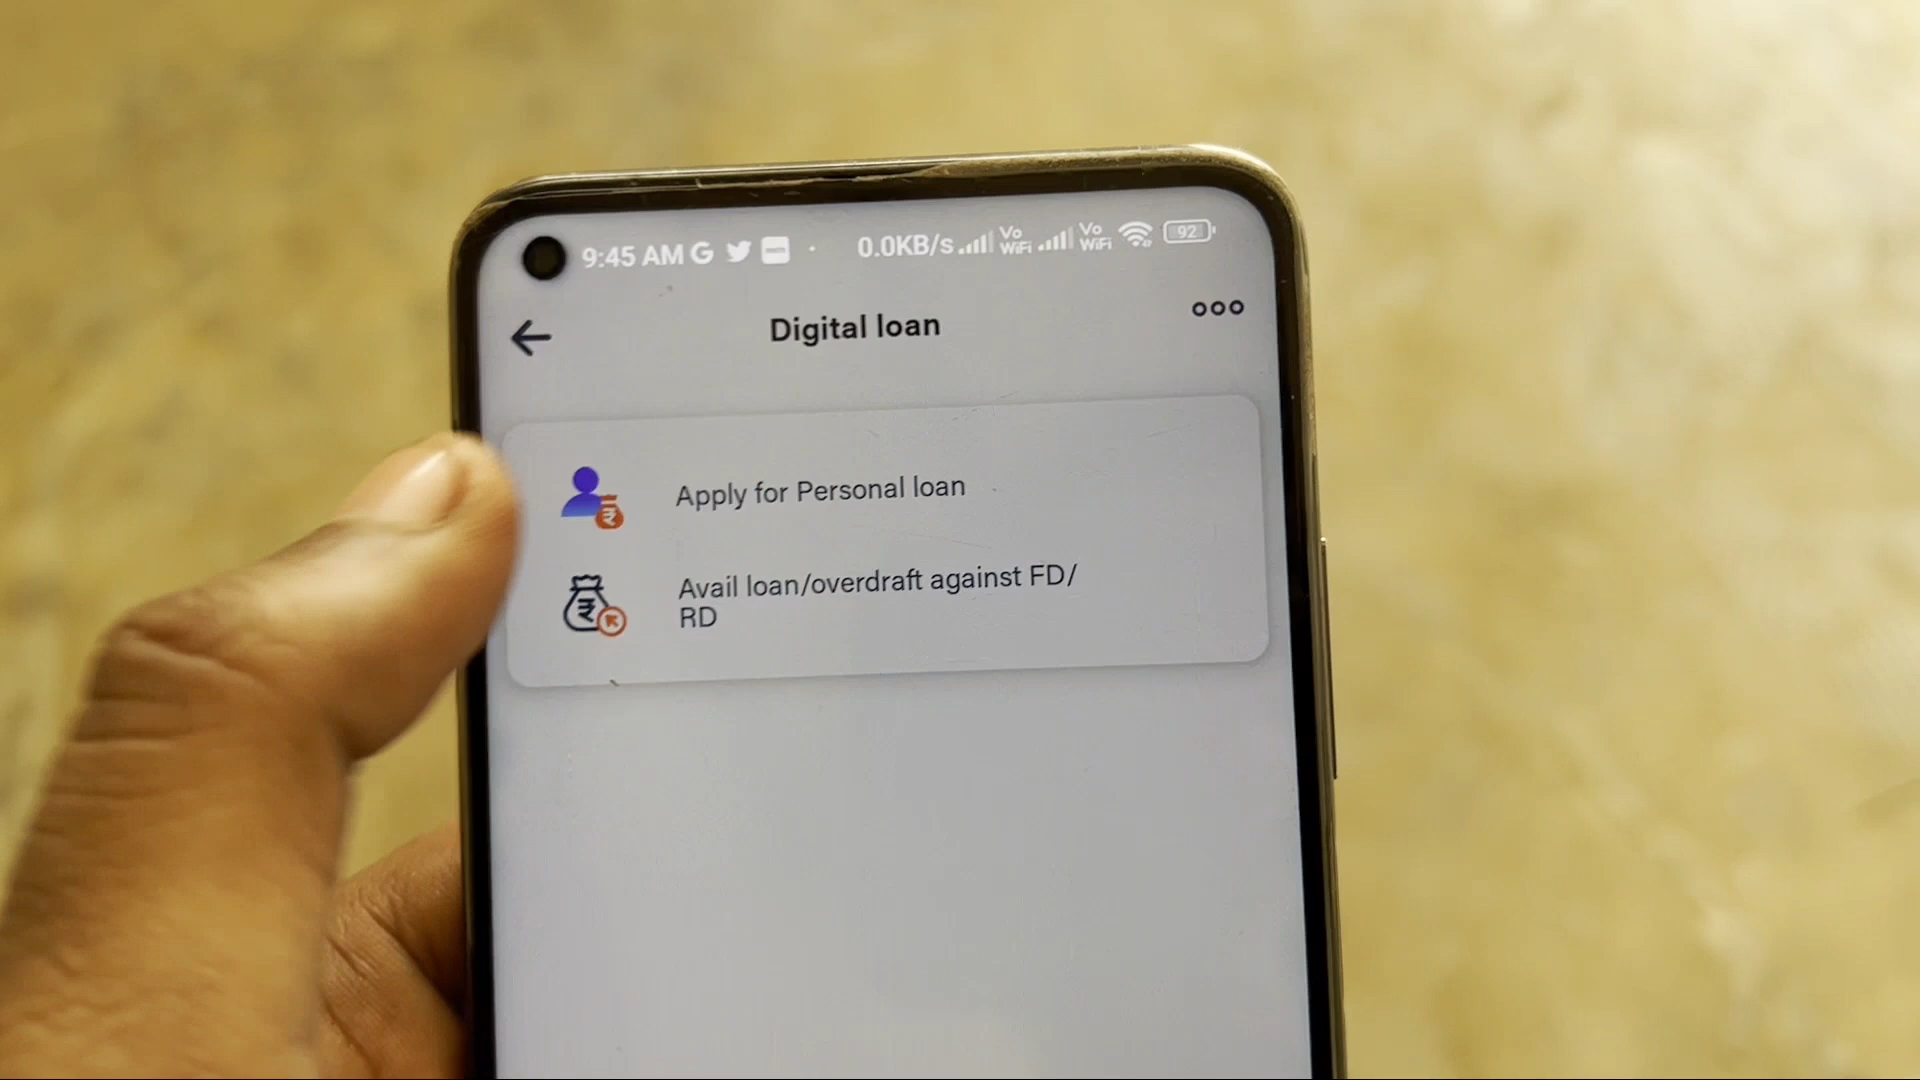 9:45 AM G 0.0KB/s Vo WiFi Vo WiFi 92
Digital loan
Apply for Personal loan
Avail loan/overdraft against FD/
RD